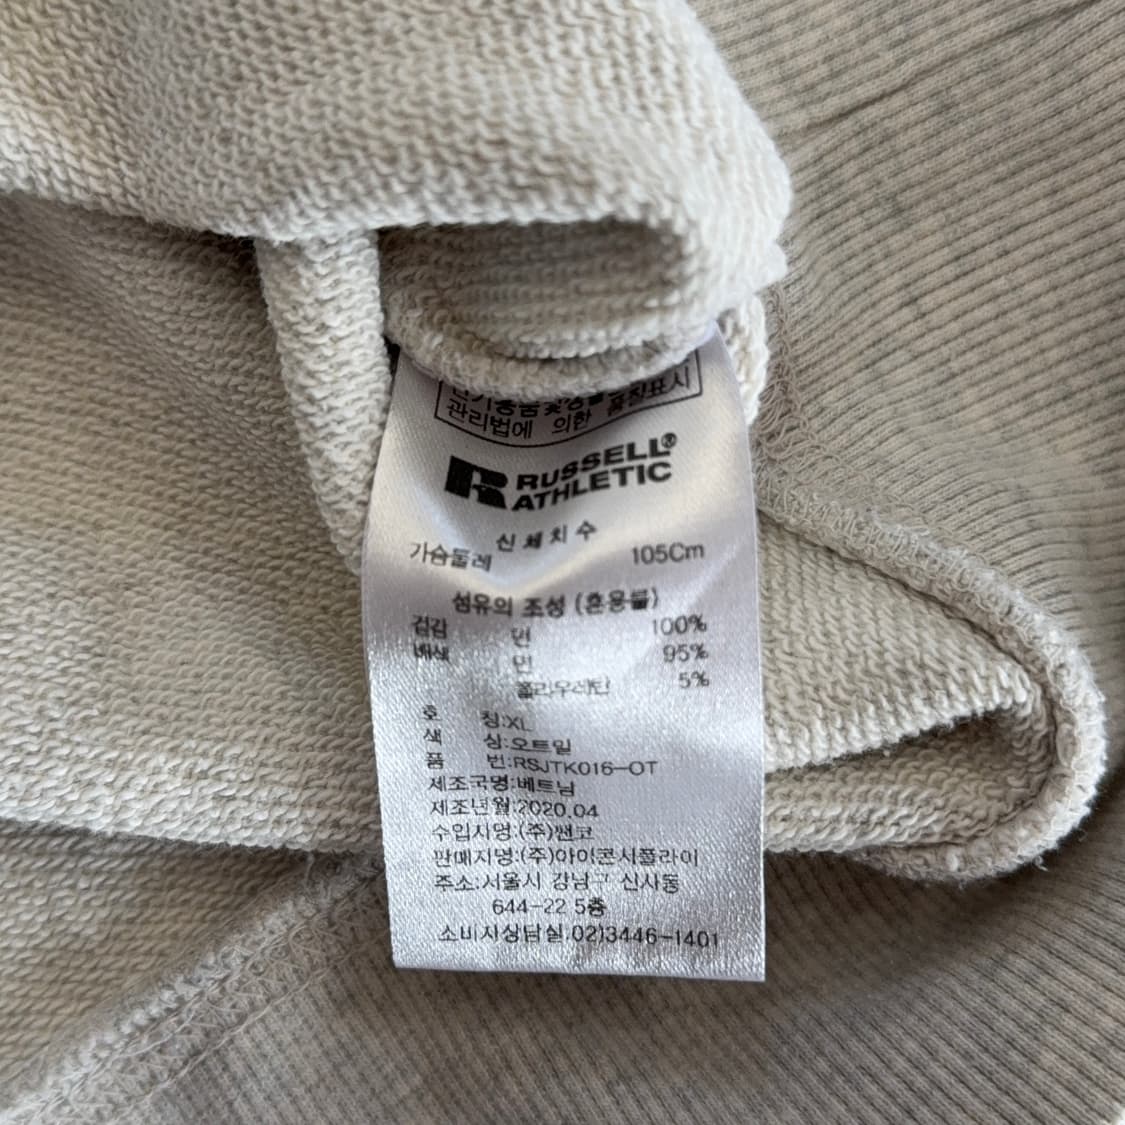 관리법에 의한 품질표시
RUSSELL®
ATHLETIC
신체치수
가슴둘레 105Cm
섬유의 조성 (혼용률)
겉감 면 100%
배색 면 95%
폴리우레탄 5%
호 칭:XL
색 상:오트밀
품 번:RSJTK016-OT
제조국명:베트남
제조년월:2020.04
수입자명:(주)팬코
판매자명:(주)아이콘서플라이
주소:서울시 강남구 신사동
644-22 5층
소비자상담실 02)3446-1401